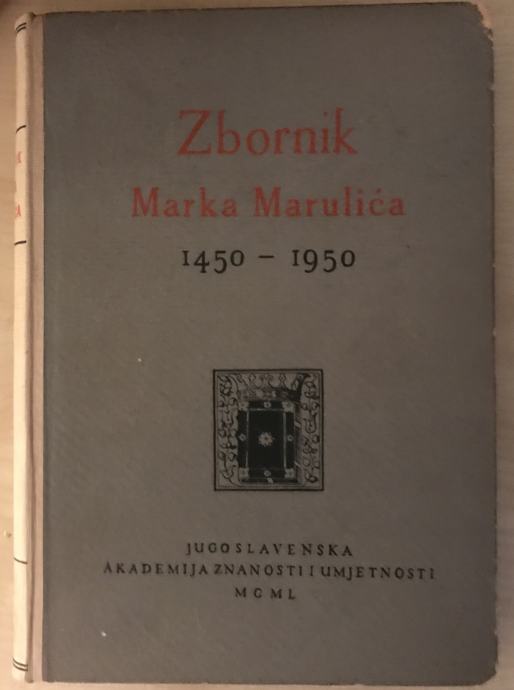 Zbornik
Marka Marulića
1450 – 1950
JUGOSLAVENSKA
AKADEMIJA ZNANOSTI I UMJETNOSTI
MCML